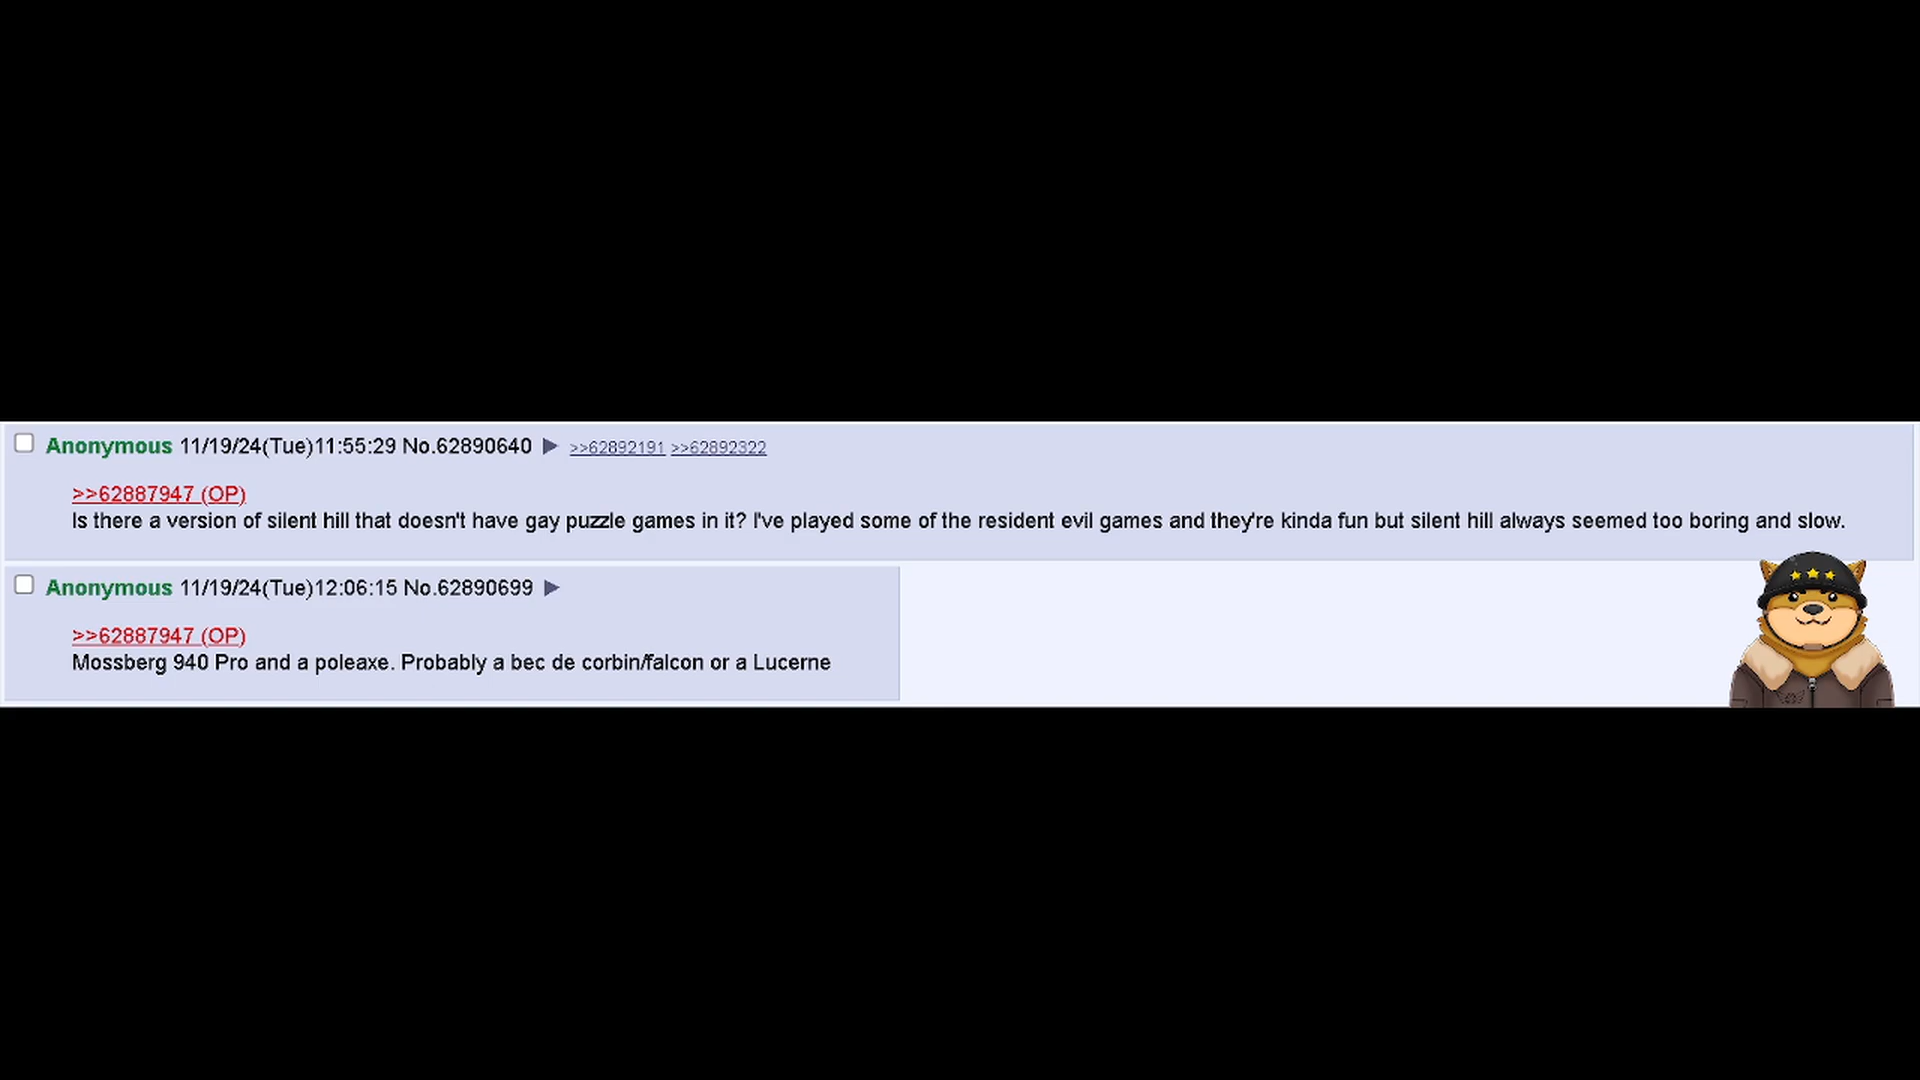 Anonymous 11/19/24(Tue)11:55:29 No.62890640 ▶ >>62892191 >>62892322
>>62887947 (OP)
Is there a version of silent hill that doesn't have gay puzzle games in it? I've played some of the resident evil games and they're kinda fun but silent hill always seemed too boring and slow.
Anonymous 11/19/24(Tue)12:06:15 No.62890699 ▶
>>62887947 (OP)
Mossberg 940 Pro and a poleaxe. Probably a bec de corbin/falcon or a Lucerne